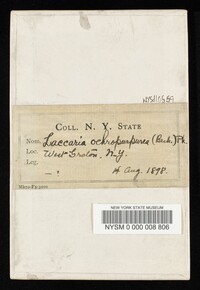 COLL. N. Y. STATE
Nom. Laccaria ochropurpurea (Berk.) Pk.
Loc. West Groton, N.Y.
Leg.
4 Aug. 1898.
NEW YORK STATE MUSEUM
NYSM 0 000 008 806